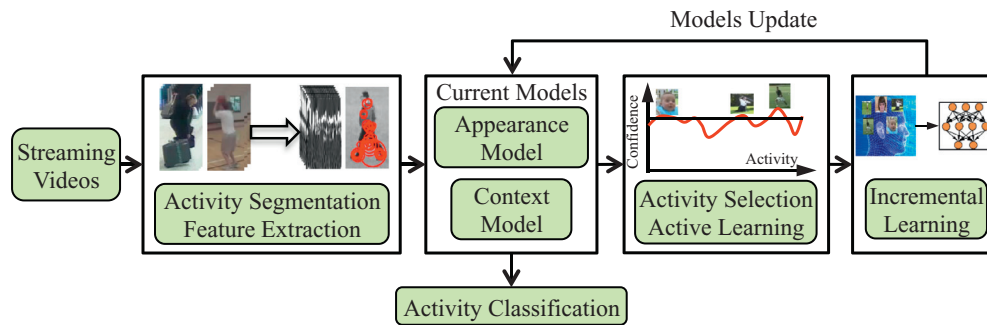 Models Update
Streaming
Videos
Activity Segmentation
Feature Extraction
Current Models
Appearance
Model
Context
Model
Confidence
Activity
Activity Selection
Active Learning
Incremental
Learning
Activity Classification